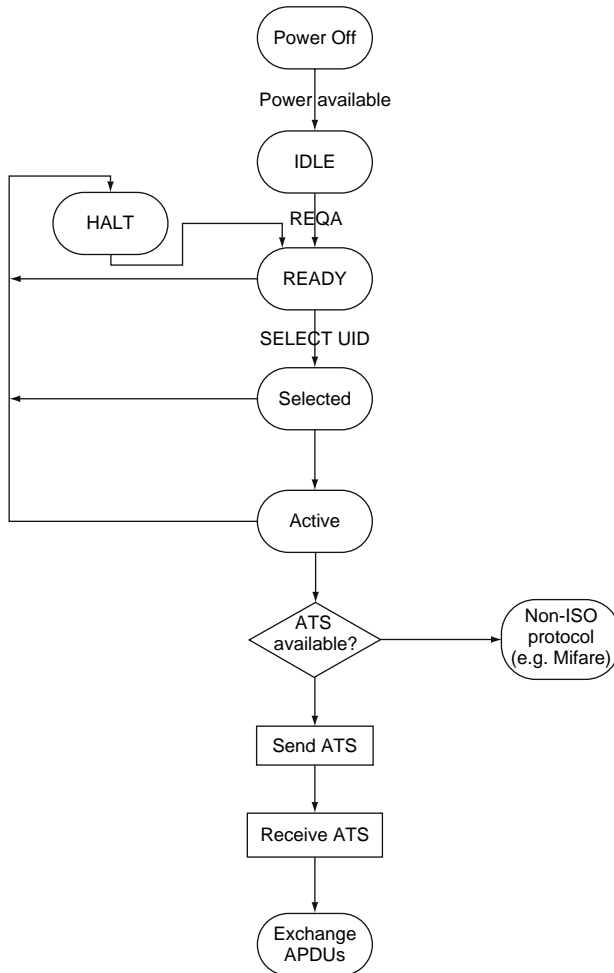 Power Off
Power available
IDLE
REQA
HALT
READY
SELECT UID
Selected
Active
ATS
available?
Non-ISO
protocol
(e.g. Mifare)
Send ATS
Receive ATS
Exchange
APDUs